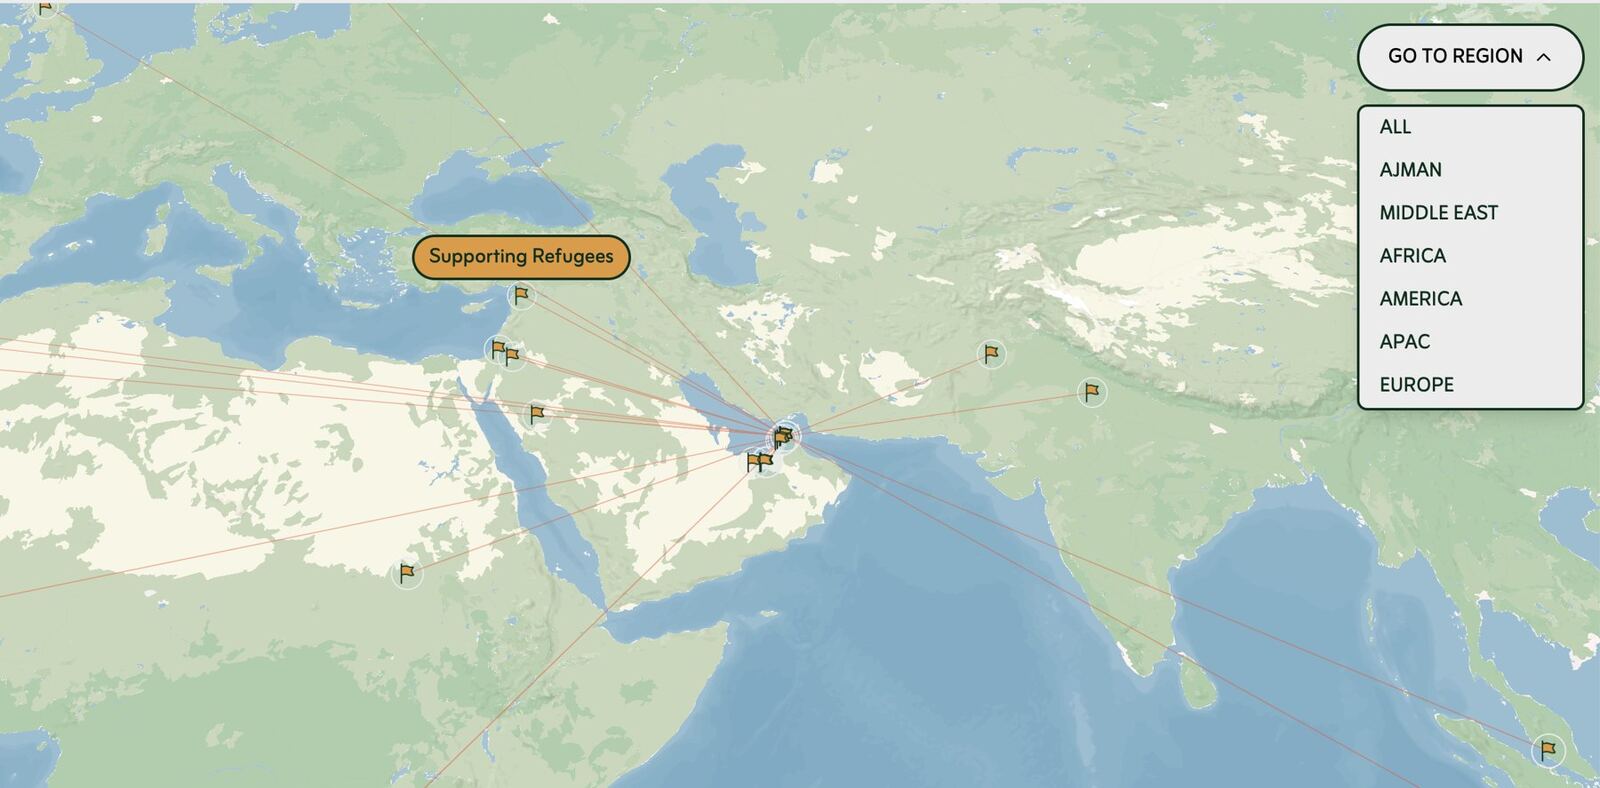 GO TO REGION
ALL
AJMAN
MIDDLE EAST
AFRICA
AMERICA
APAC
EUROPE
Supporting Refugees